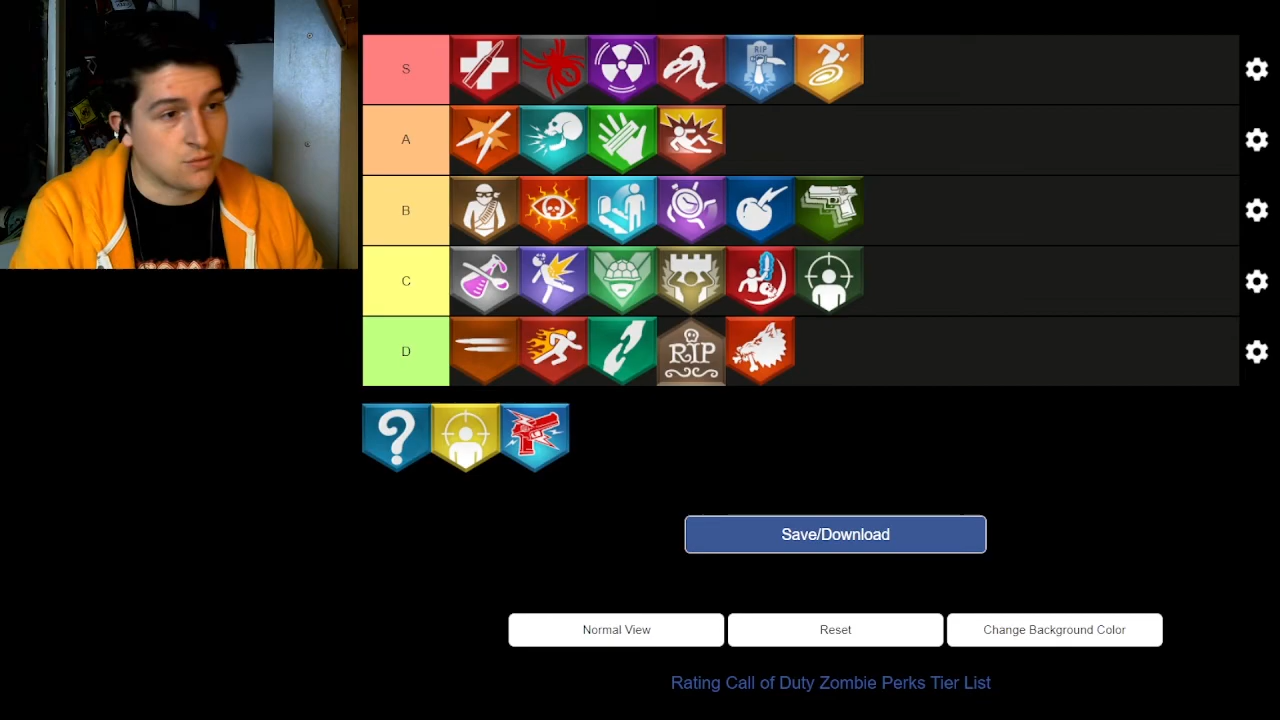 S
RIP
A
B
C
D
RIP
?
Save/Download
Normal View
Reset
Change Background Color
Rating Call of Duty Zombie Perks Tier List